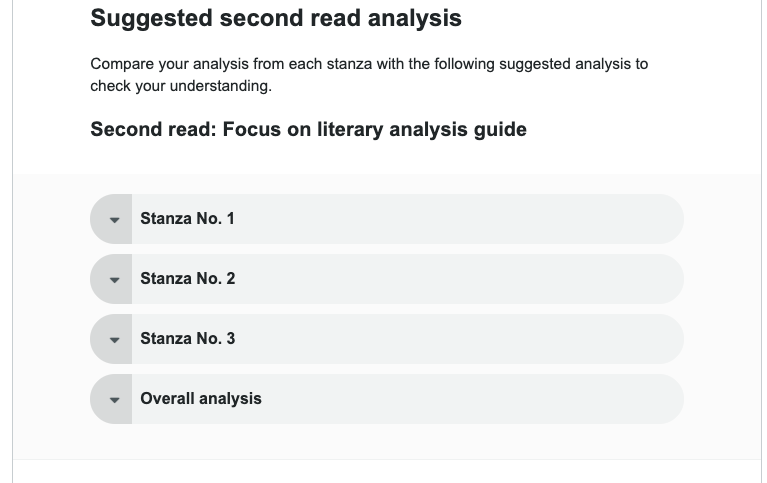 Suggested second read analysis
Compare your analysis from each stanza with the following suggested analysis to
check your understanding.
Second read: Focus on literary analysis guide
Stanza No. 1
Stanza No. 2
Stanza No. 3
Overall analysis